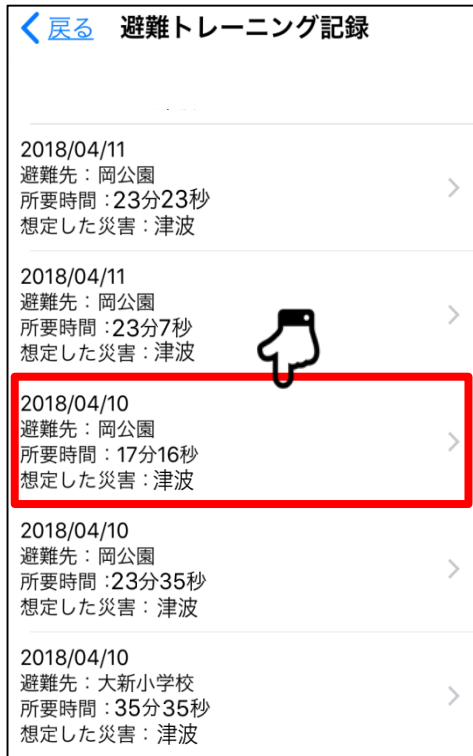 戻る 避難トレーニング記録
2018/04/11
避難先：岡公園
所要時間：23分23秒
想定した災害：津波
2018/04/11
避難先：岡公園
所要時間：23分7秒
想定した災害：津波
2018/04/10
避難先：岡公園
所要時間：17分16秒
想定した災害：津波
2018/04/10
避難先：岡公園
所要時間：23分35秒
想定した災害：津波
2018/04/10
避難先：大新小学校
所要時間：35分35秒
想定した災害：津波